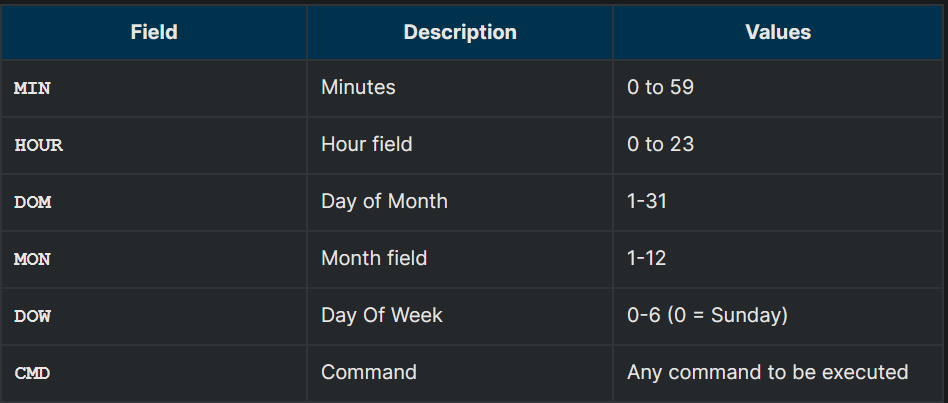 Field Description Values
MIN Minutes 0 to 59
HOUR Hour field 0 to 23
DOM Day of Month 1-31
MON Month field 1-12
DOW Day Of Week 0-6 (0 = Sunday)
CMD Command Any command to be executed